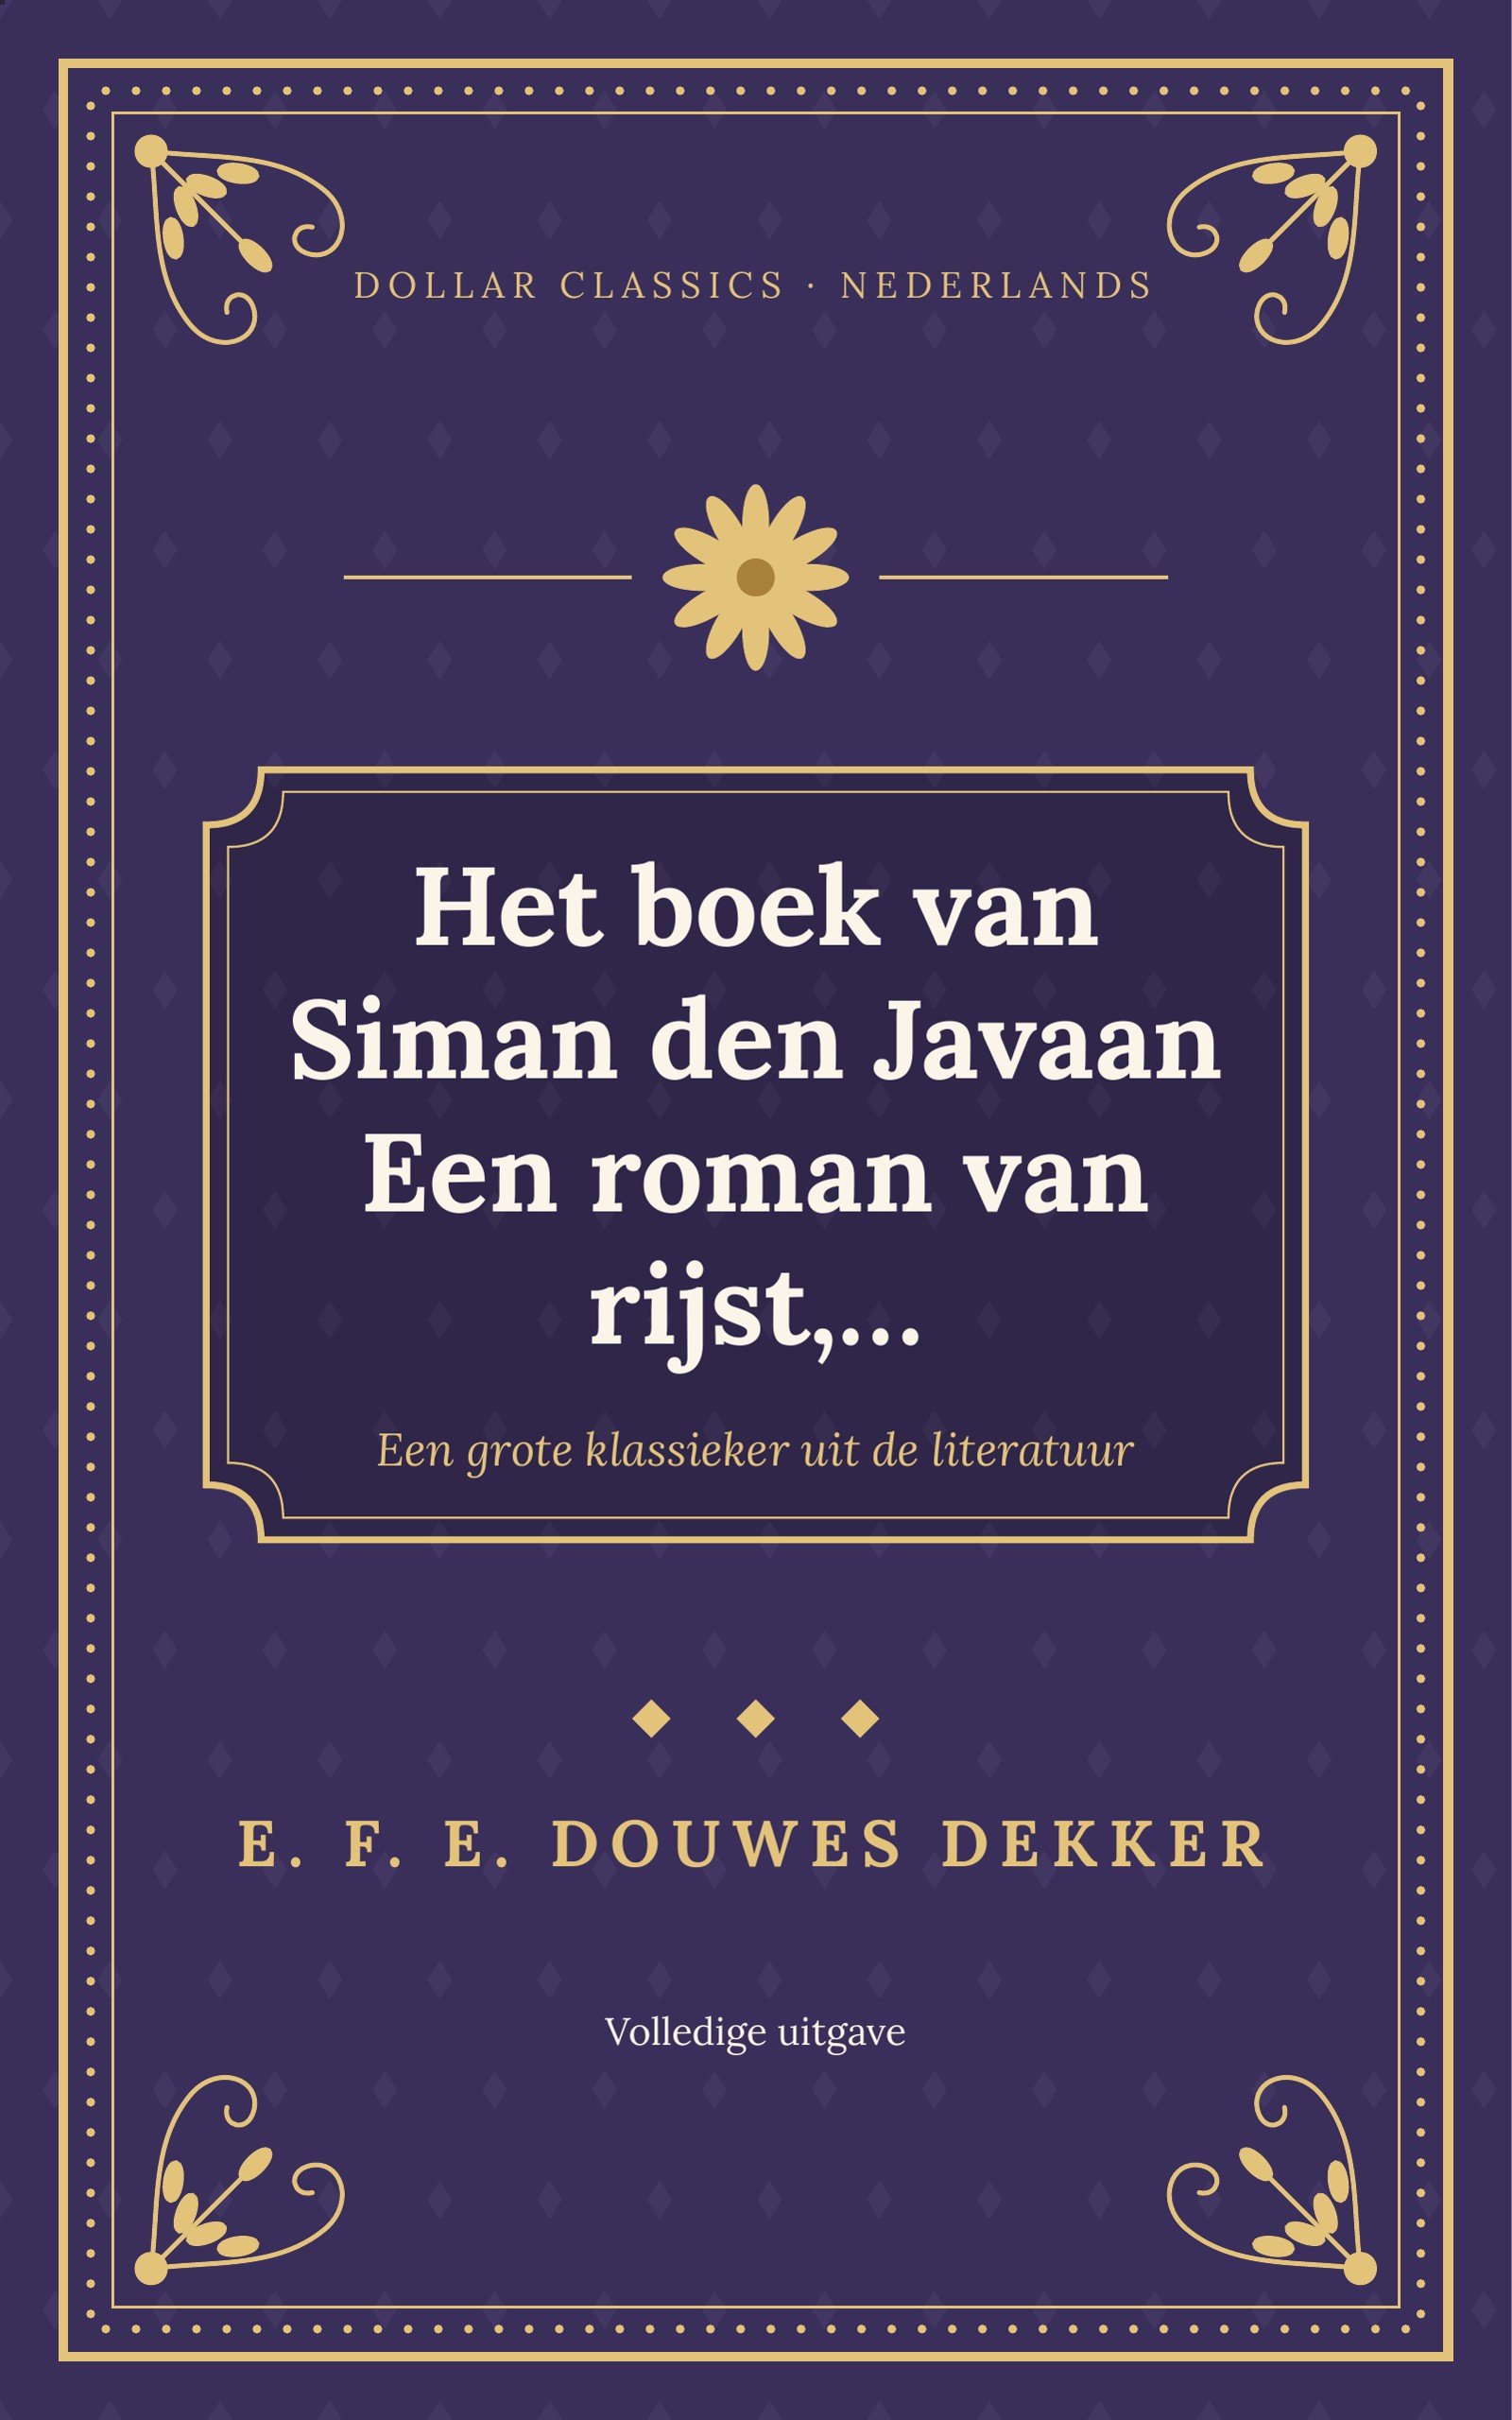 DOLLAR CLASSICS · NEDERLANDS
Het boek van
Siman den Javaan
Een roman van
rijst,...
Een grote klassieker uit de literatuur
E. F. E. DOUWES DEKKER
Volledige uitgave